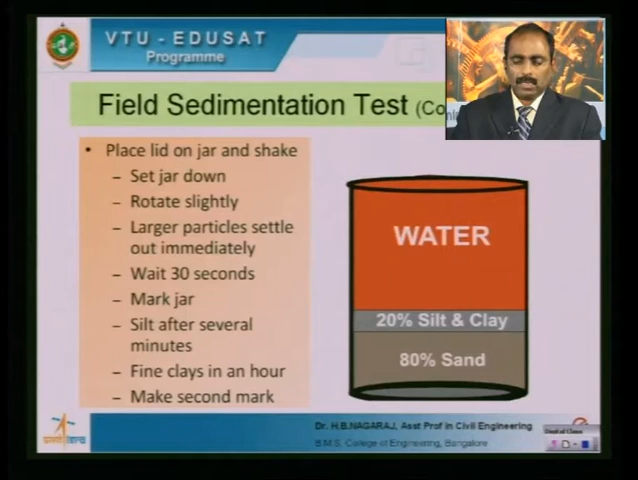 VTU - EDUSAT
Programme
Field Sedimentation Test (Co
• Place lid on jar and shake
– Set jar down
– Rotate slightly
– Larger particles settle
out immediately
– Wait 30 seconds
– Mark jar
– Silt after several
minutes
– Fine clays in an hour
– Make second mark
WATER
20% Silt & Clay
80% Sand
Dr. H.B.NAGARAJ, Asst Prof in Civil Engineering
B.M.S. College of Engineering, Bangalore